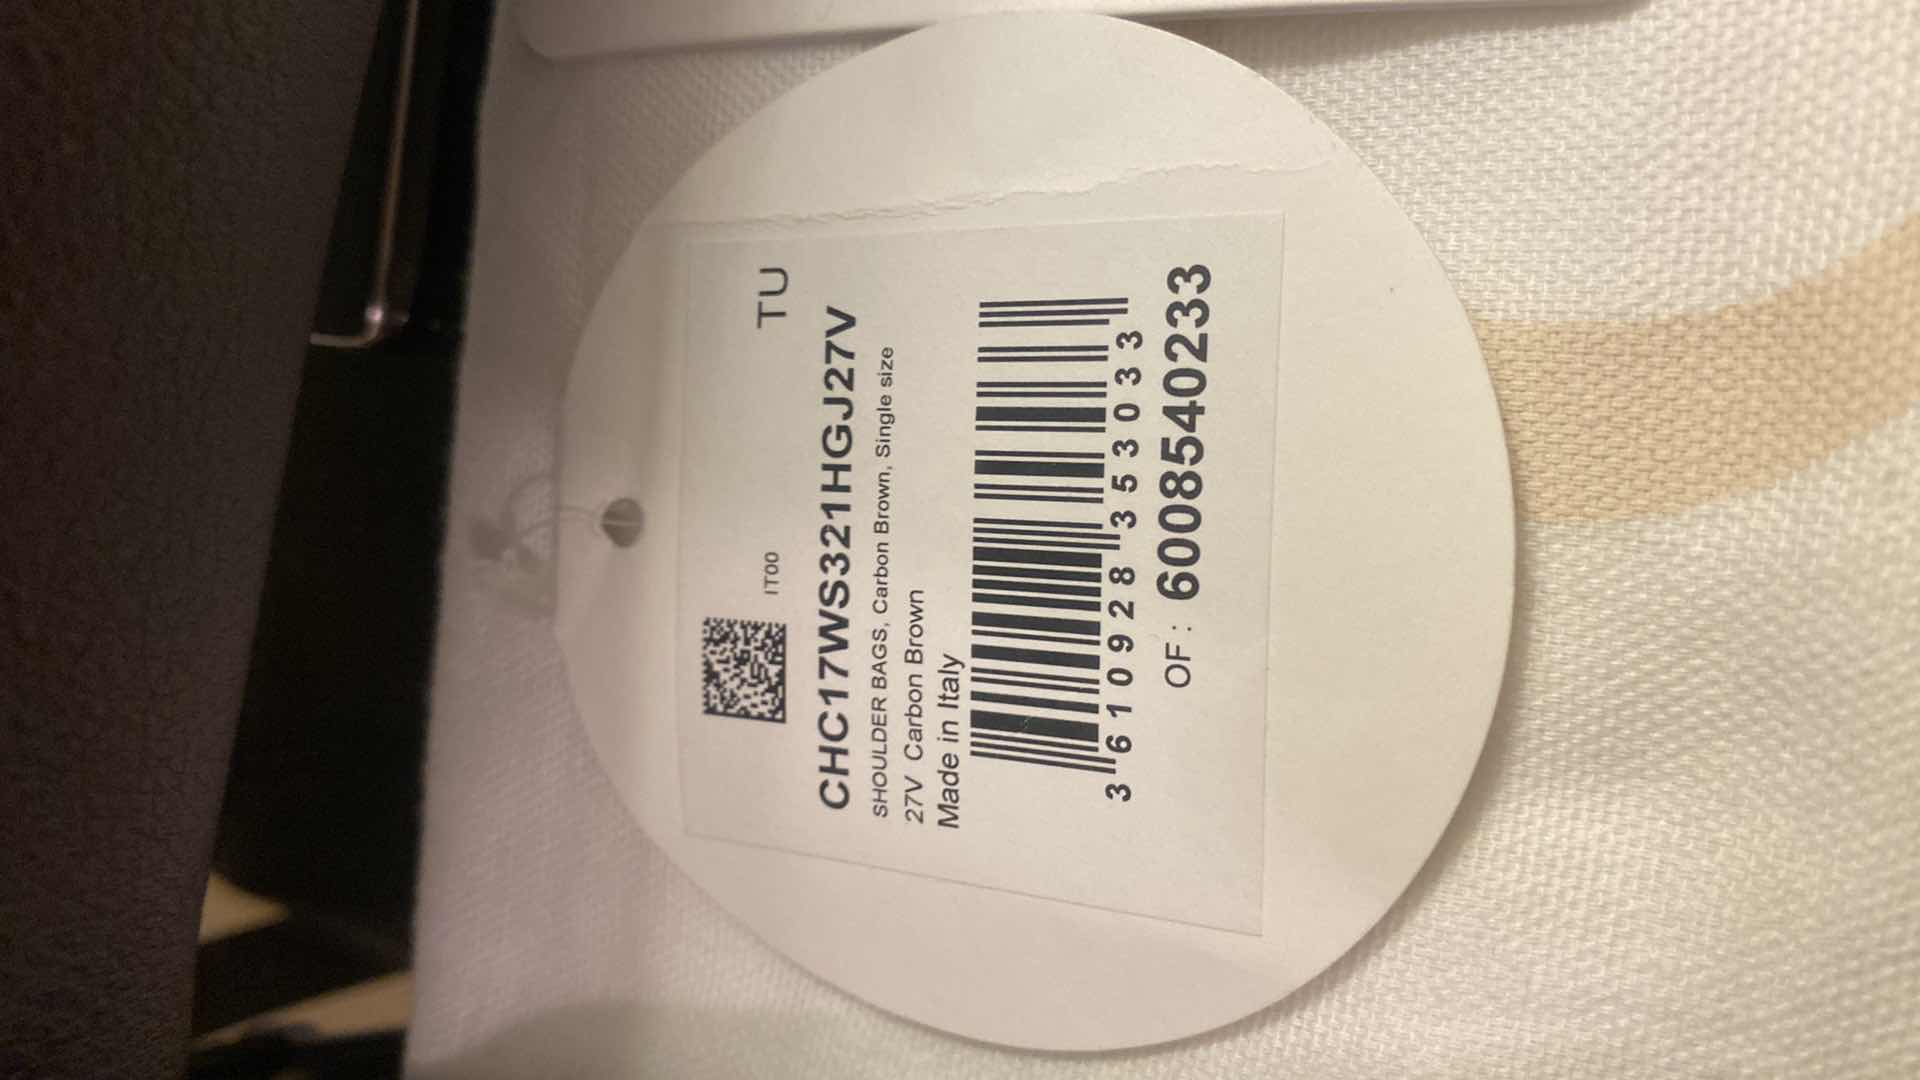 IT00
TU
CHC17WS321HGJ27V
SHOULDER BAGS, Carbon Brown, Single size
27V Carbon Brown
Made in Italy
3 610928 353033
OF : 6008540233